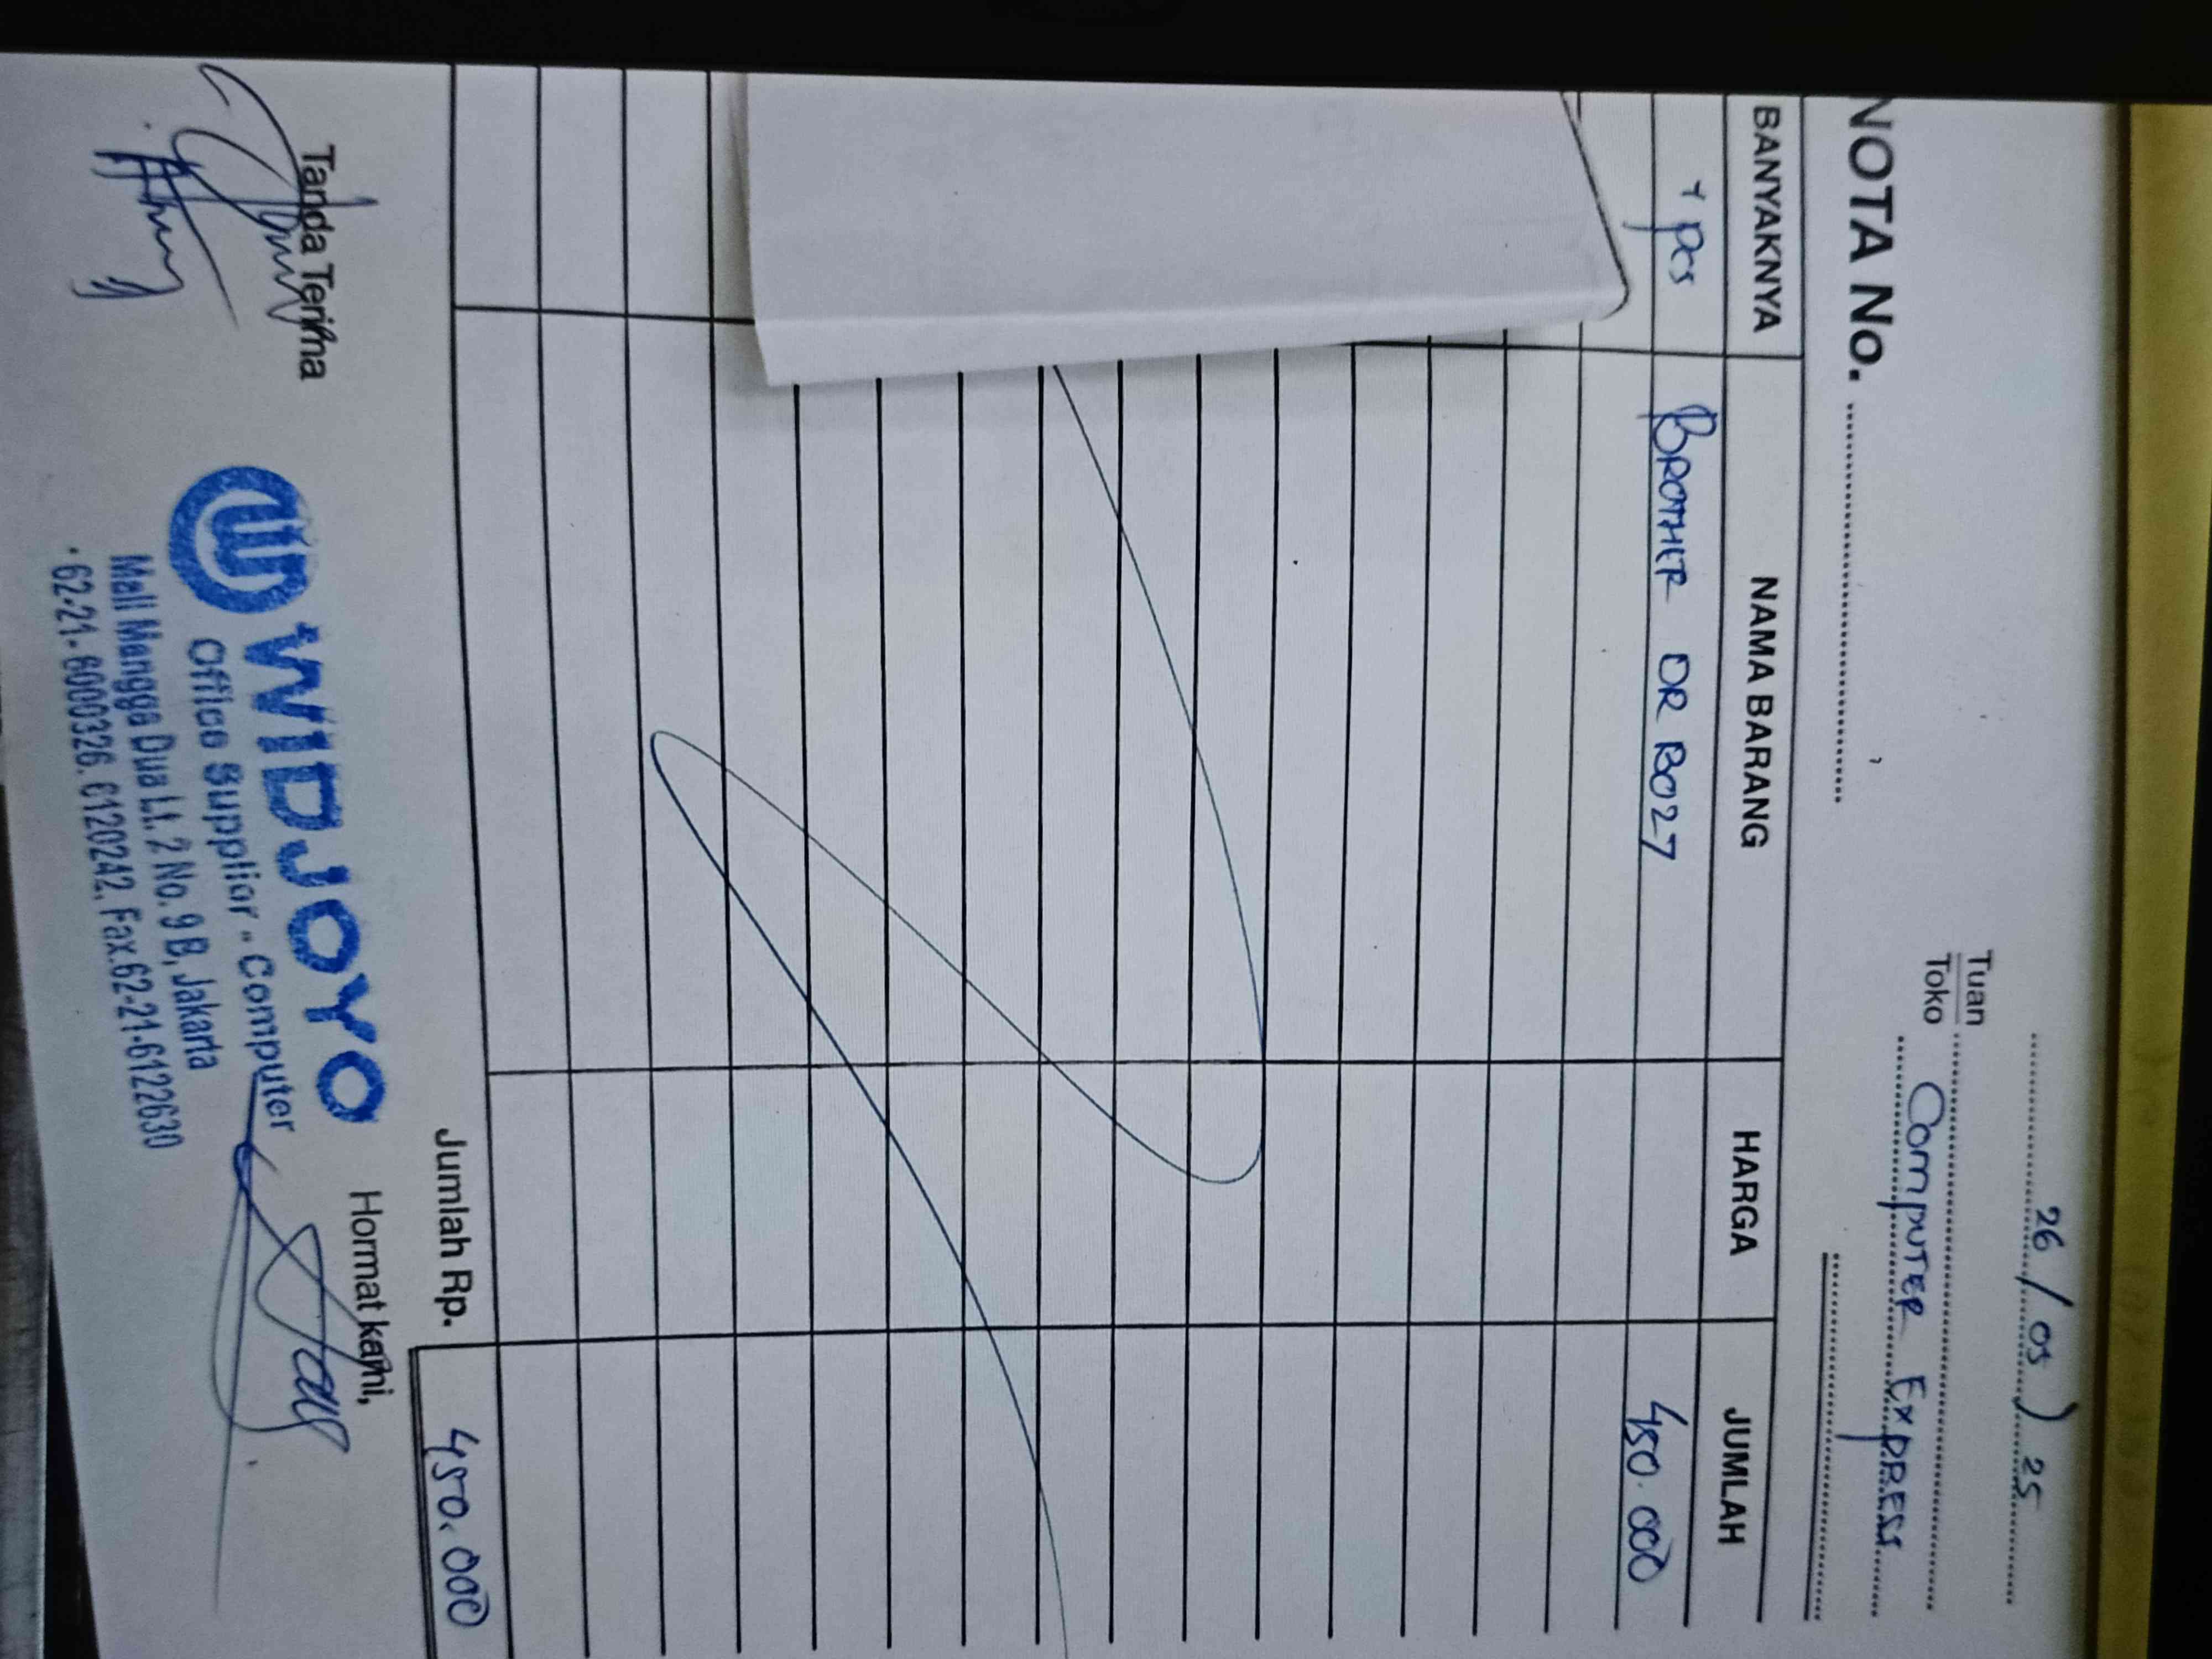 26/05/25
Tuan
Toko Computer Express
NOTA No.
BANYAKNYA NAMA BARANG HARGA JUMLAH
1 pcs BROTHER DR B027 450.000
Jumlah Rp. 450.000
Tanda Terima Hormat kami,
WIDJOYO
Office Supplier - Computer
Mall Mangga Dua Lt. 2 No. 9 B, Jakarta
62-21-6000326. 6120242. Fax.62-21-6122630